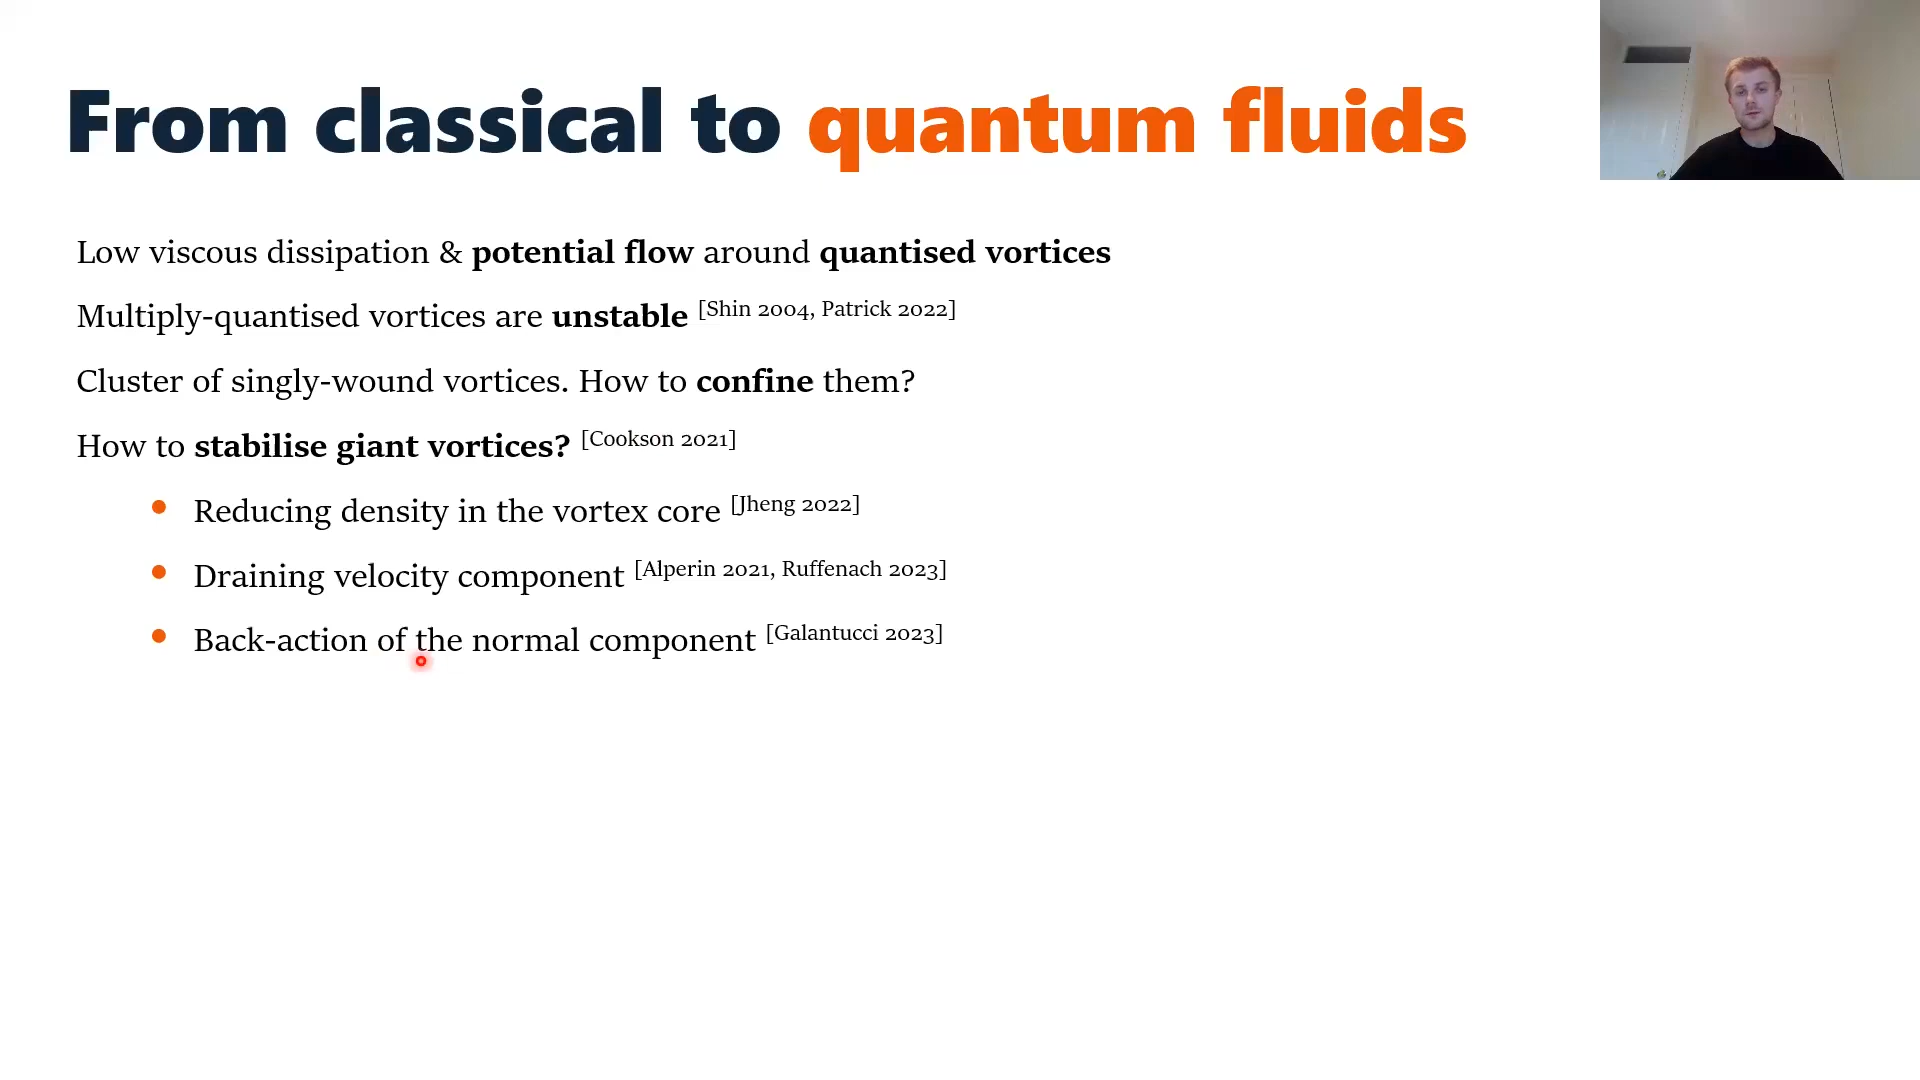 From classical to quantum fluids
Low viscous dissipation & potential flow around quantised vortices
Multiply-quantised vortices are unstable [Shin 2004, Patrick 2022]
Cluster of singly-wound vortices. How to confine them?
How to stabilise giant vortices? [Cookson 2021]
• Reducing density in the vortex core [Jheng 2022]
• Draining velocity component [Alperin 2021, Ruffenach 2023]
• Back-action of the normal component [Galantucci 2023]